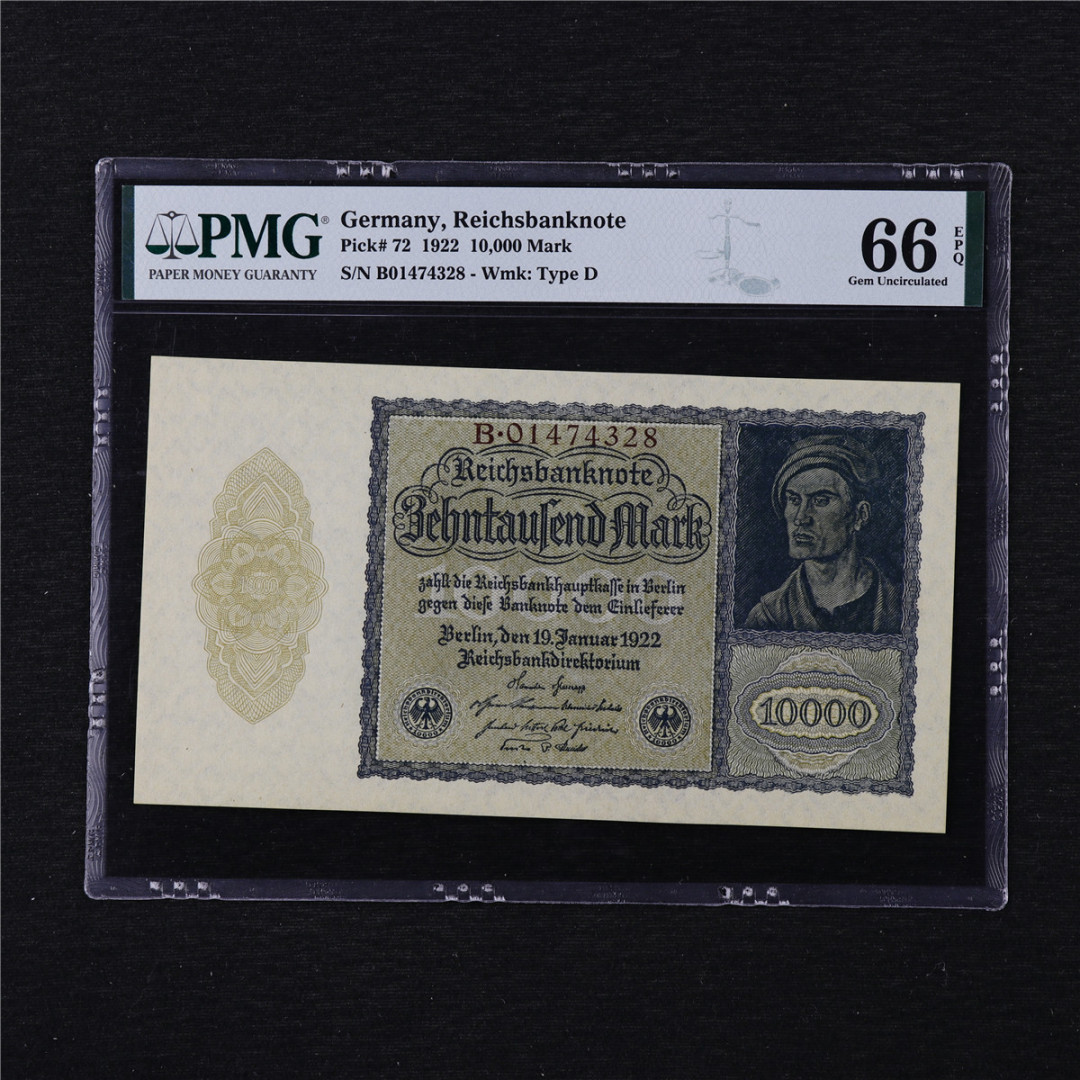 PMG®
PAPER MONEY GUARANTY
Germany, Reichsbanknote
Pick# 72 1922 10,000 Mark
S/N B01474328 - Wmk: Type D
66 EPQ
Gem Uncirculated
B·01474328
Reichsbanknote
Zehntauſend Mark
zahlt die Reichsbankhauptkaſſe in Berlin
gegen dieſe Banknote dem Einlieferer
Berlin, den 19. Januar 1922
Reichsbankdirektorium
10000